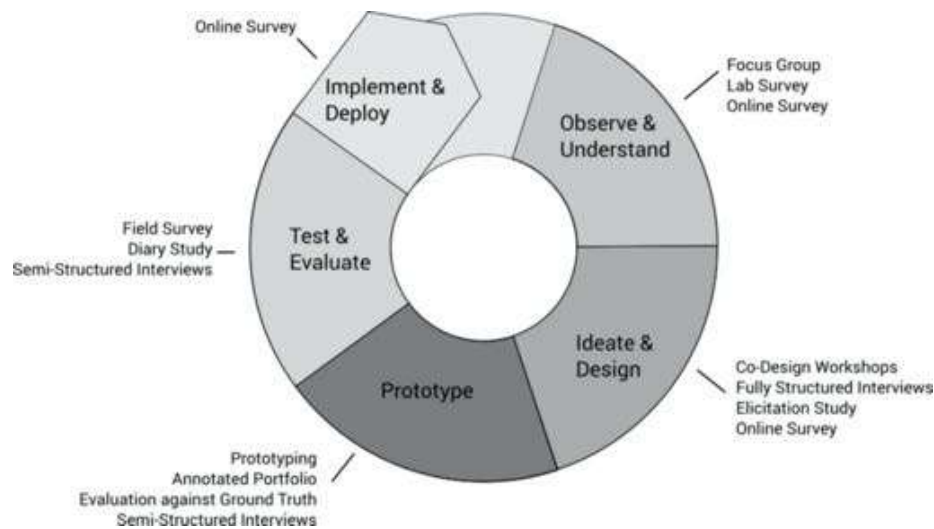 Online Survey
Implement &
Deploy
Focus Group
Lab Survey
Online Survey
Observe &
Understand
Field Survey
Diary Study
Semi-Structured Interviews
Test &
Evaluate
Ideate &
Design
Co-Design Workshops
Fully Structured Interviews
Elicitation Study
Online Survey
Prototype
Prototyping
Annotated Portfolio
Evaluation against Ground Truth
Semi-Structured Interviews